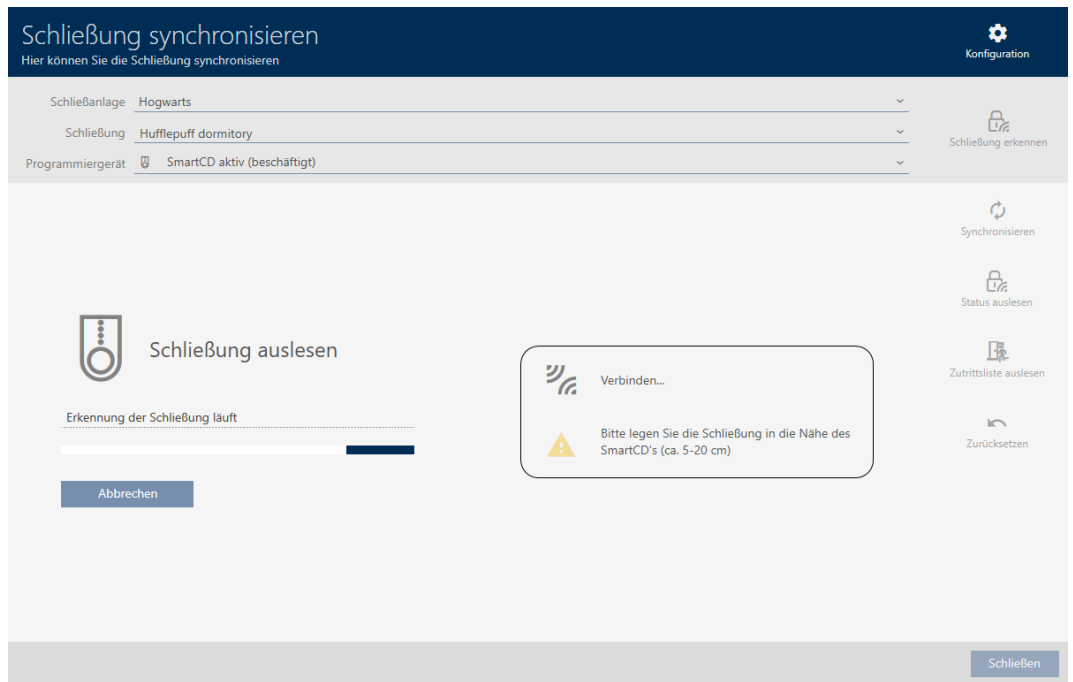 Schließung synchronisieren
Hier können Sie die Schließung synchronisieren
Konfiguration
Schließanlage Hogwarts
Schließung Hufflepuff dormitory
Programmiergerät SmartCD aktiv (beschäftigt)
Schließung erkennen
Synchronisieren
Status auslesen
Zutrittsliste auslesen
Zurücksetzen
Schließung auslesen
Erkennung der Schließung läuft
Abbrechen
Verbinden...
Bitte legen Sie die Schließung in die Nähe des
SmartCD's (ca. 5-20 cm)
Schließen